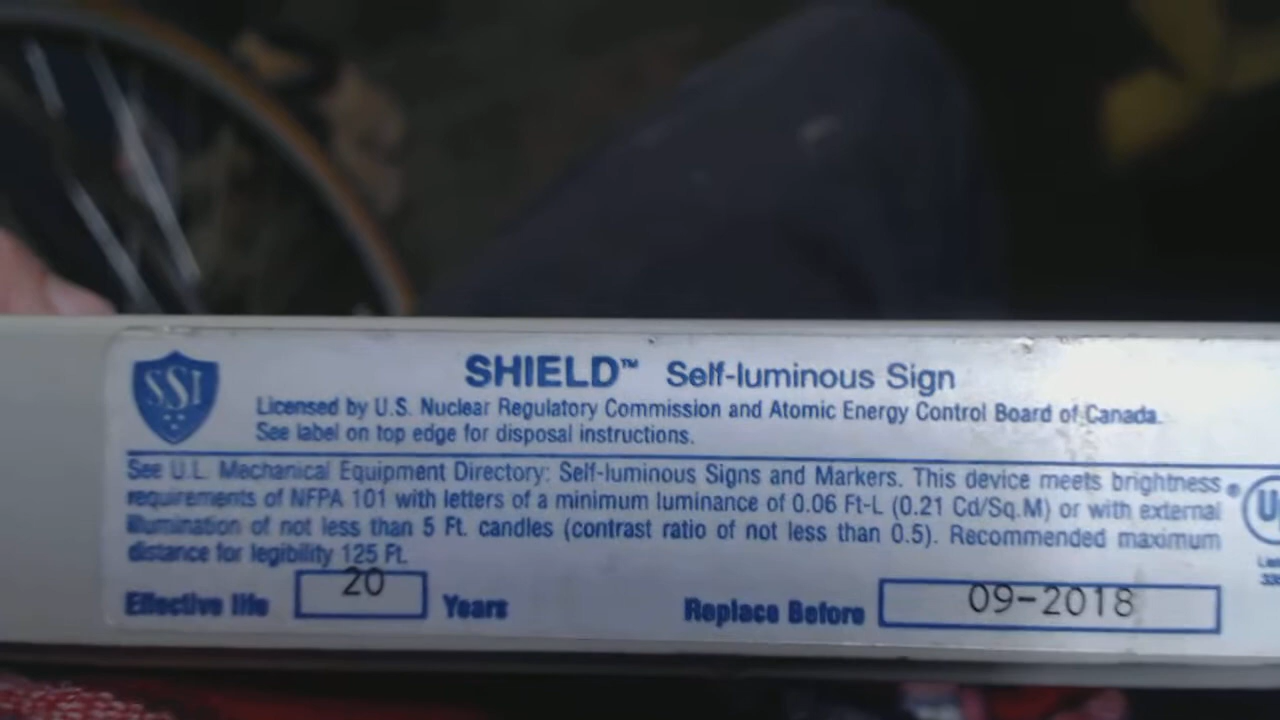 SSI
SHIELD™ Self-luminous Sign
Licensed by U.S. Nuclear Regulatory Commission and Atomic Energy Control Board of Canada.
See label on top edge for disposal instructions.
See U.L. Mechanical Equipment Directory: Self-luminous Signs and Markers. This device meets brightness
requirements of NFPA 101 with letters of a minimum luminance of 0.06 Ft-L (0.21 Cd/Sq.M) or with external
illumination of not less than 5 Ft. candles (contrast ratio of not less than 0.5). Recommended maximum
distance for legibility 125 Ft.
Effective life 20 Years Replace Before 09-2018